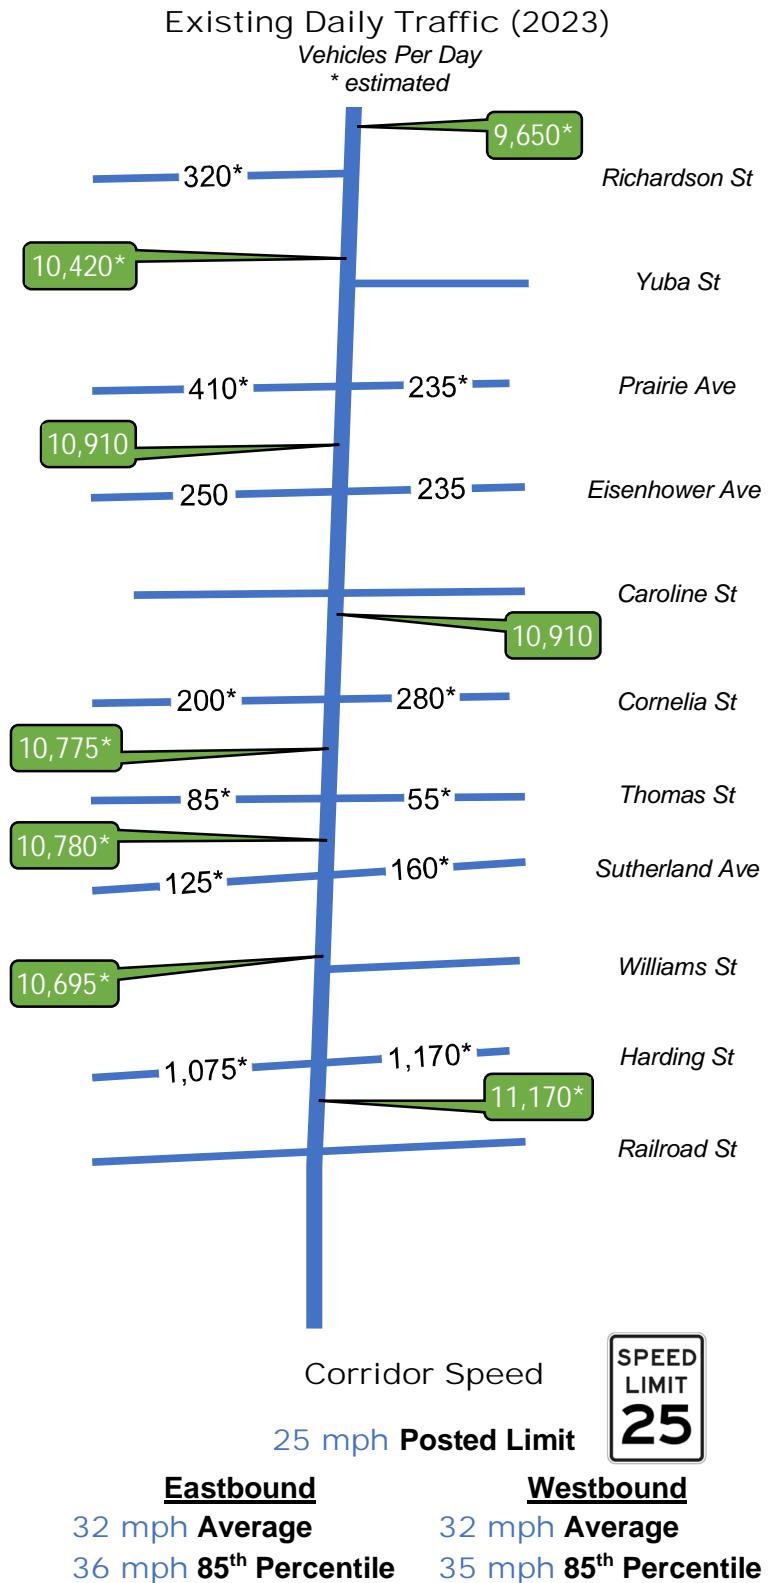 Existing Daily Traffic (2023)
Vehicles Per Day
* estimated
9,650*
320*
Richardson St
10,420*
Yuba St
410*
235*
Prairie Ave
10,910
250
235
Eisenhower Ave
Caroline St
10,910
200*
280*
Cornelia St
10,775*
85*
55*
Thomas St
10,780*
125*
160*
Sutherland Ave
10,695*
Williams St
1,075*
1,170*
Harding St
11,170*
Railroad St
Corridor Speed
SPEED
LIMIT
25
25 mph Posted Limit
Eastbound
Westbound
32 mph Average
32 mph Average
36 mph 85th Percentile
35 mph 85th Percentile